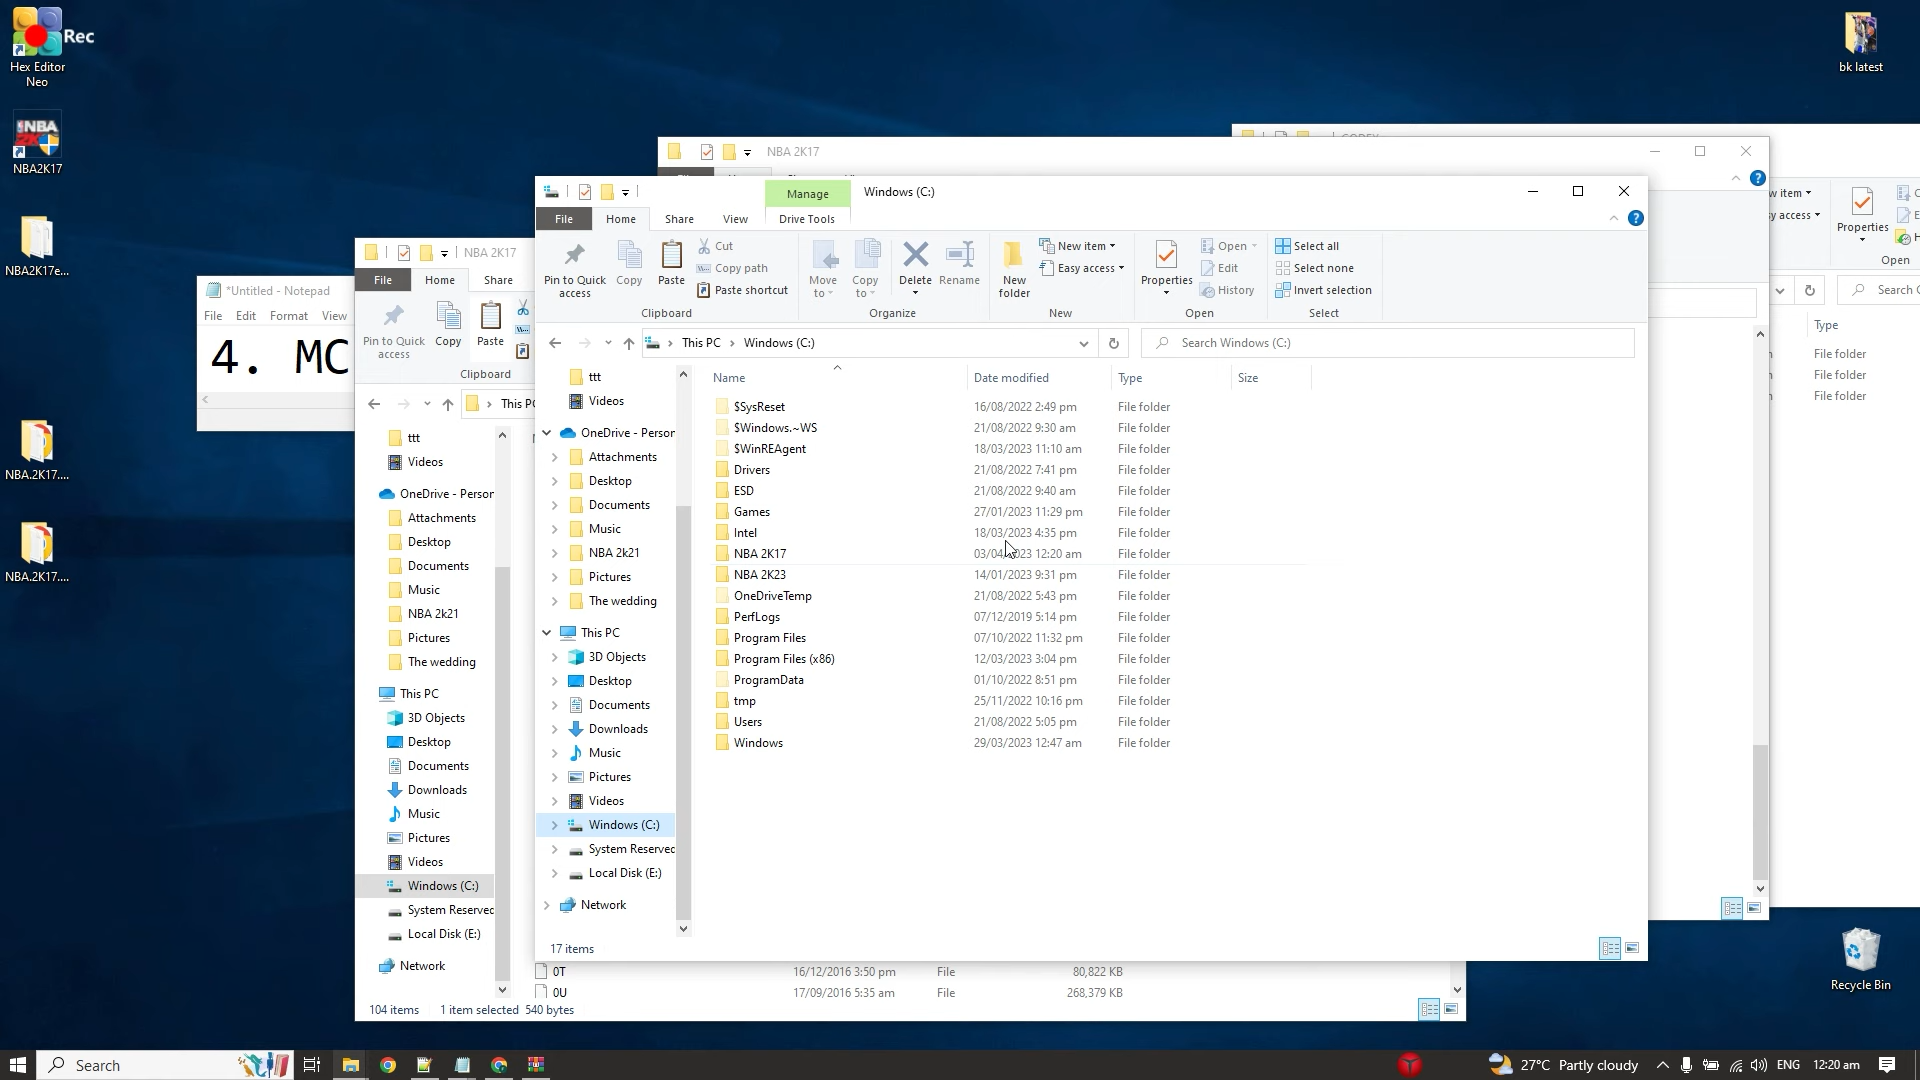 Rec
Hex Editor
Neo
NBA2K17
NBA2K17e...
NBA.2K17....
NBA.2K17....
bk latest
Recycle Bin
*Untitled - Notepad
File Edit Format View
4. MC
NBA 2K17
File Home Share
Pin to Quick
access
Copy
Paste
Clipboard
This PC
ttt
Videos
OneDrive - Person
Attachments
Desktop
Documents
Music
NBA 2k21
Pictures
The wedding
This PC
3D Objects
Desktop
Documents
Downloads
Music
Pictures
Videos
Windows (C:)
System Reserved
Local Disk (E:)
Network
104 items 1 item selected 540 bytes
0T 16/12/2016 3:50 pm File 80,822 KB
0U 17/09/2016 5:35 am File 268,379 KB
NBA 2K17
Manage Windows (C:)
File Home Share View Drive Tools
Pin to Quick
access
Copy
Paste
Cut
Copy path
Paste shortcut
Clipboard
Move
to
Copy
to
Delete
Rename
Organize
New
folder
New item
Easy access
New
Properties
Open
Edit
History
Open
Select all
Select none
Invert selection
Select
This PC > Windows (C:)
Search Windows (C:)
ttt
Videos
OneDrive - Person
Attachments
Desktop
Documents
Music
NBA 2k21
Pictures
The wedding
This PC
3D Objects
Desktop
Documents
Downloads
Music
Pictures
Videos
Windows (C:)
System Reserved
Local Disk (E:)
Network
Name Date modified Type Size
$SysReset 16/08/2022 2:49 pm File folder
$Windows.~WS 21/08/2022 9:30 am File folder
$WinREAgent 18/03/2023 11:10 am File folder
Drivers 21/08/2022 7:41 pm File folder
ESD 21/08/2022 9:40 am File folder
Games 27/01/2023 11:29 pm File folder
Intel 18/03/2023 4:35 pm File folder
NBA 2K17 03/04/2023 12:20 am File folder
NBA 2K23 14/01/2023 9:31 pm File folder
OneDriveTemp 21/08/2022 5:43 pm File folder
PerfLogs 07/12/2019 5:14 pm File folder
Program Files 07/10/2022 11:32 pm File folder
Program Files (x86) 12/03/2023 3:04 pm File folder
ProgramData 01/10/2022 8:51 pm File folder
tmp 25/11/2022 10:16 pm File folder
Users 21/08/2022 5:05 pm File folder
Windows 29/03/2023 12:47 am File folder
17 items
Properties
Open
Search
Type
File folder
File folder
File folder
Search
27°C Partly cloudy
ENG
12:20 am